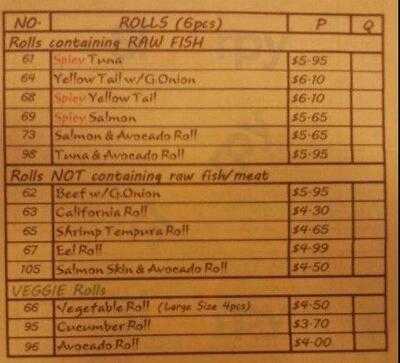 NO. ROLLS (6pcs) P Q
Rolls containing RAW FISH
61 Spicy Tuna $5.95
64 Yellow Tail w/G.Onion $6.10
68 Spicy Yellow Tail $6.10
69 Spicy Salmon $5.65
73 Salmon & Avocado Roll $5.65
98 Tuna & Avocado Roll $5.95
Rolls NOT containing raw fish/meat
62 Beef w/G.Onion $5.95
63 California Roll $4.30
65 Shrimp Tempura Roll $4.65
67 Eel Roll $4.99
105 Salmon Skin & Avocado Roll $4.50
VEGGIE Rolls
66 Vegetable Roll (Large Size 4pcs) $4.50
95 Cucumber Roll $3.70
96 Avocado Roll $4.00